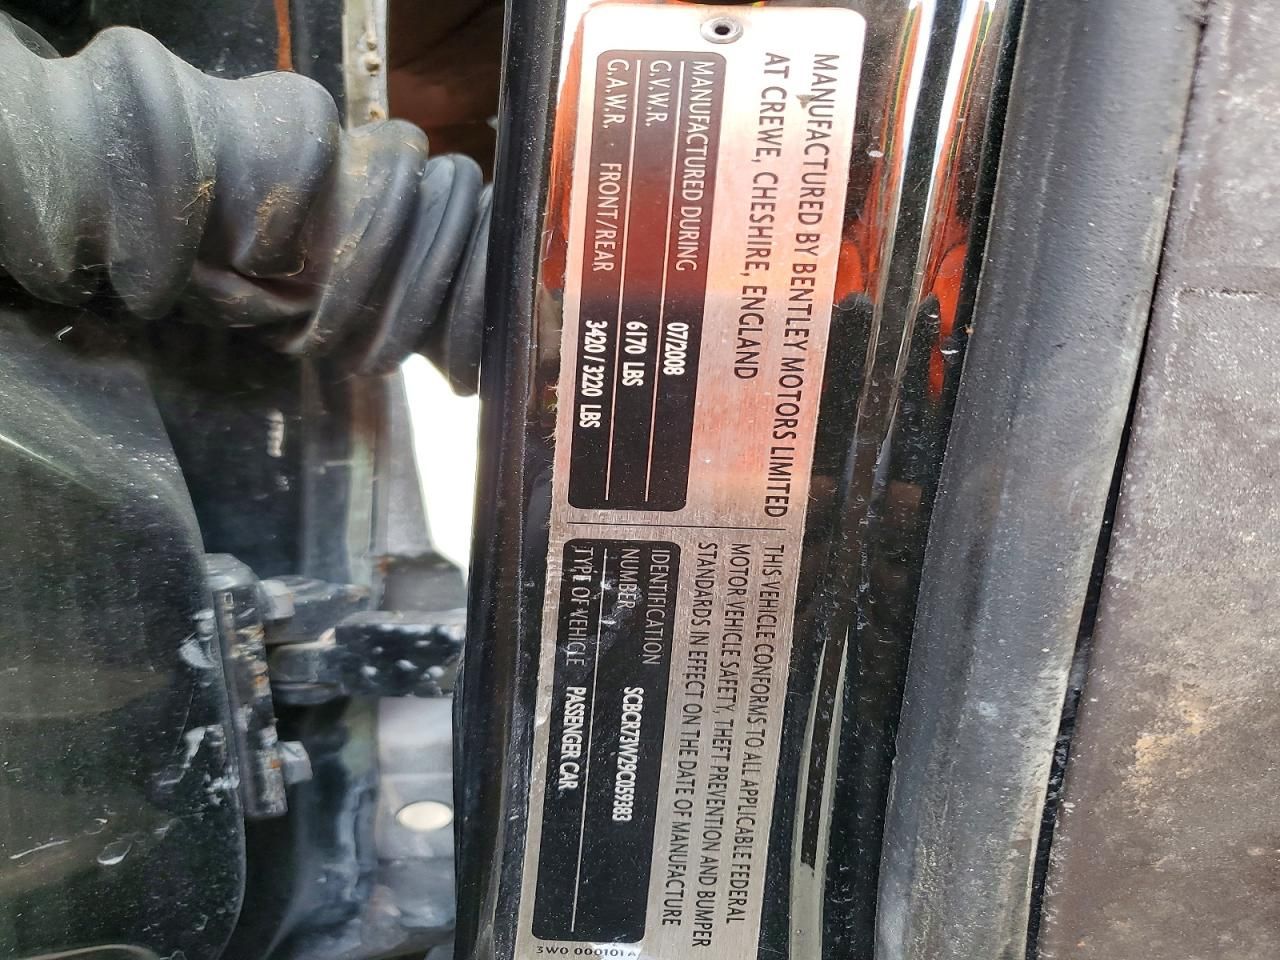 MANUFACTURED BY BENTLEY MOTORS LIMITED
AT CREWE, CHESHIRE, ENGLAND
MANUFACTURED DURING 07/2008
G.V.W.R. 6170 LBS
G.A.W.R. FRONT/REAR 3420 / 3220 LBS
THIS VEHICLE CONFORMS TO ALL APPLICABLE FEDERAL
MOTOR VEHICLE SAFETY, THEFT PREVENTION AND BUMPER
STANDARDS IN EFFECT ON THE DATE OF MANUFACTURE
IDENTIFICATION
NUMBER SCBCR73W29C059383
TYPE OF VEHICLE PASSENGER CAR
3W0 000101A